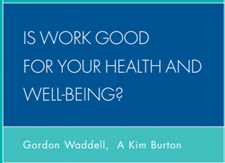 IS WORK GOOD
FOR YOUR HEALTH AND
WELL-BEING?
Gordon Waddell, A Kim Burton